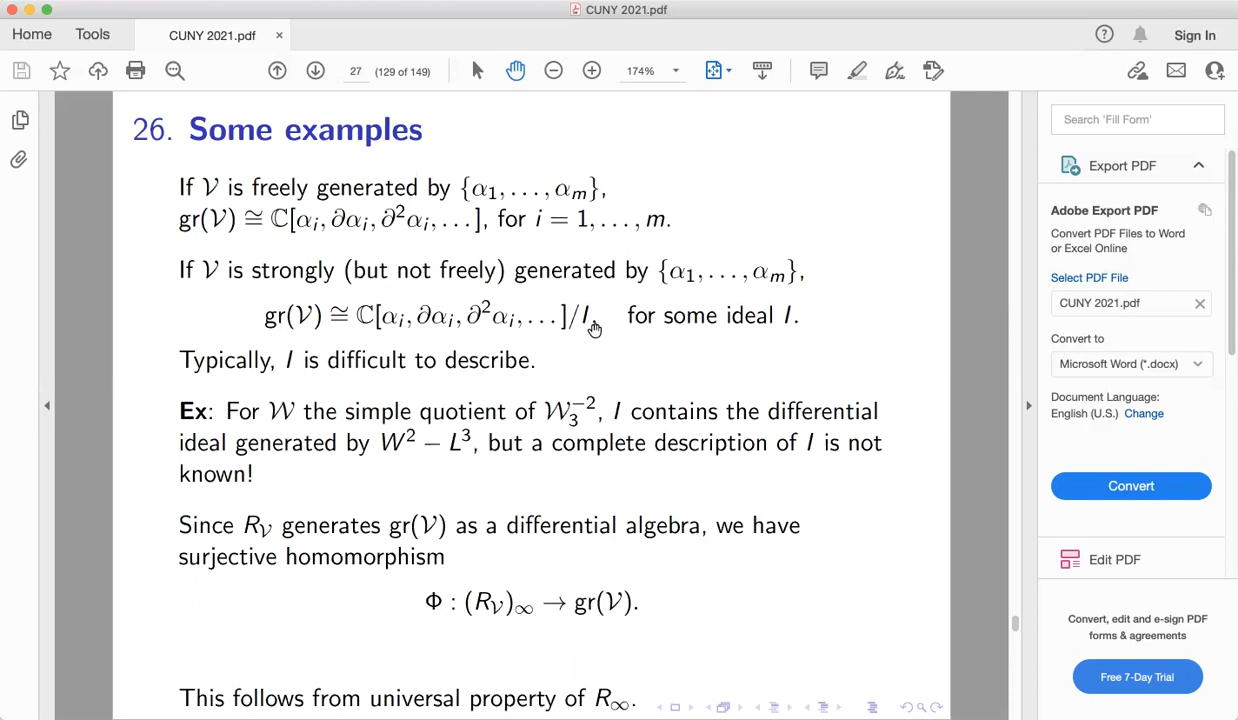 CUNY 2021.pdf
Home Tools CUNY 2021.pdf × Sign In
27 (129 of 149) 174%
26. Some examples
If 𝒱 is freely generated by {α₁, . . . , αₘ},
gr(𝒱) ≅ ℂ[αᵢ, ∂αᵢ, ∂²αᵢ, . . . ], for i = 1, . . . , m.
If 𝒱 is strongly (but not freely) generated by {α₁, . . . , αₘ},
gr(𝒱) ≅ ℂ[αᵢ, ∂αᵢ, ∂²αᵢ, . . . ]/I, for some ideal I.
Typically, I is difficult to describe.
Ex: For 𝒲 the simple quotient of 𝒲₃⁻², I contains the differential
ideal generated by W² − L³, but a complete description of I is not
known!
Since R_𝒱 generates gr(𝒱) as a differential algebra, we have
surjective homomorphism
Φ : (R_𝒱)_∞ → gr(𝒱).
This follows from universal property of R_∞.
Search 'Fill Form'
Export PDF
Adobe Export PDF
Convert PDF Files to Word
or Excel Online
Select PDF File
CUNY 2021.pdf
Convert to
Microsoft Word (*.docx)
Document Language:
English (U.S.) Change
Convert
Edit PDF
Convert, edit and e-sign PDF
forms & agreements
Free 7-Day Trial